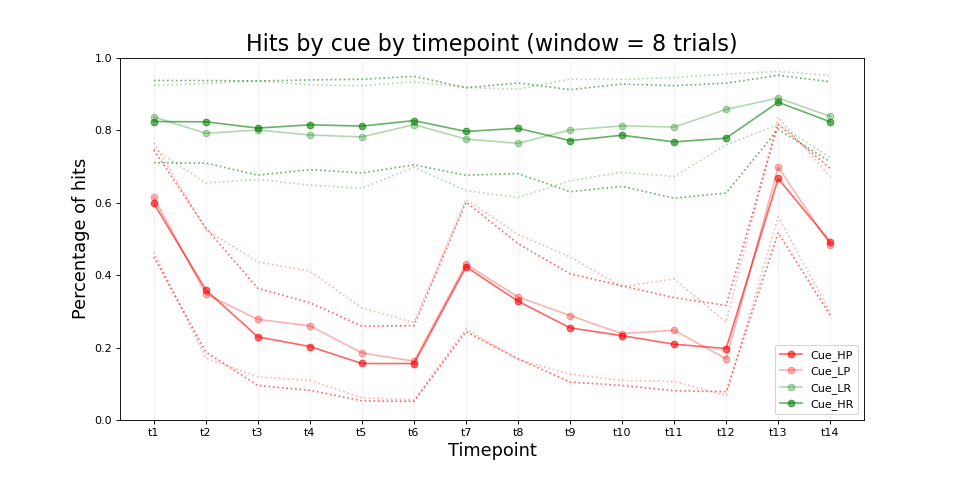 Hits by cue by timepoint (window = 8 trials)
Percentage of hits
1.0
0.8
0.6
0.4
0.2
0.0
Cue_HP
Cue_LP
Cue_LR
Cue_HR
t1 t2 t3 t4 t5 t6 t7 t8 t9 t10 t11 t12 t13 t14
Timepoint